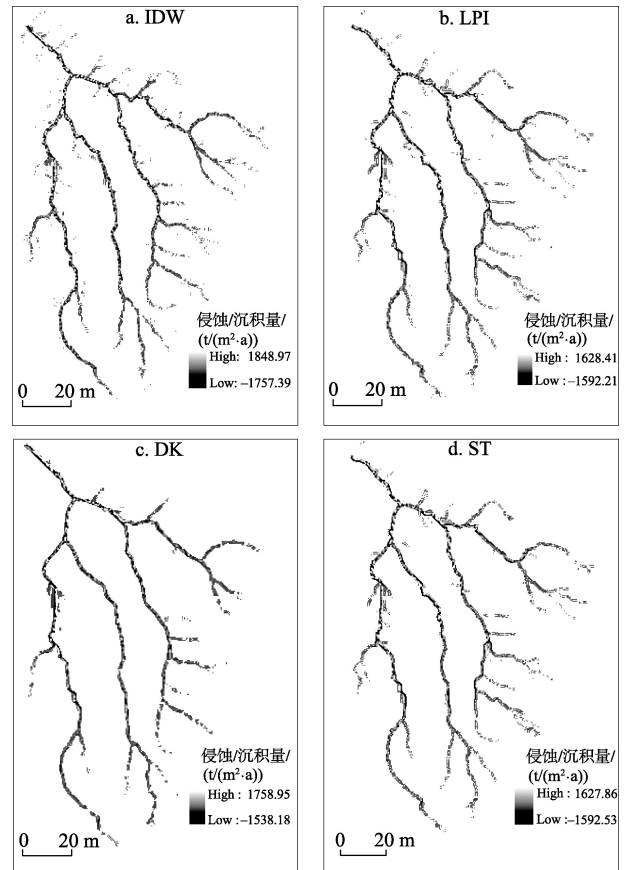 a. IDW
侵蚀/沉积量/
(t/(m²·a))
High: 1848.97
Low: –1757.39
0 20 m
b. LPI
侵蚀/沉积量/
(t/(m²·a))
High : 1628.41
Low :–1592.21
0 20 m
c. DK
侵蚀/沉积量/
(t/(m²·a))
High : 1758.95
Low :–1538.18
0 20 m
d. ST
侵蚀/沉积量/
(t/(m²·a))
High : 1627.86
Low :–1592.53
0 20 m